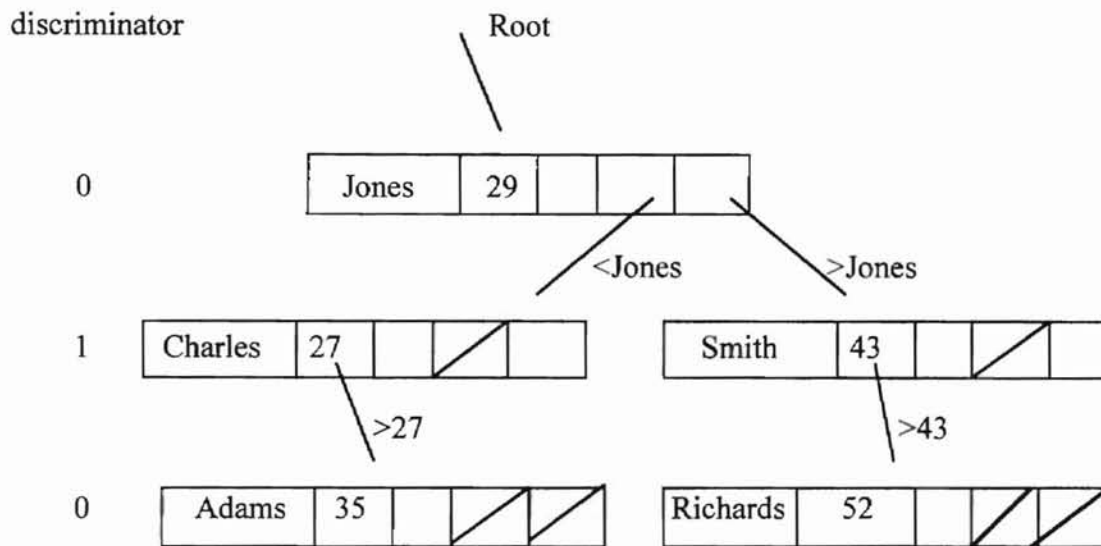 discriminator Root
0 Jones 29
<Jones >Jones
1 Charles 27 Smith 43
>27 >43
0 Adams 35 Richards 52